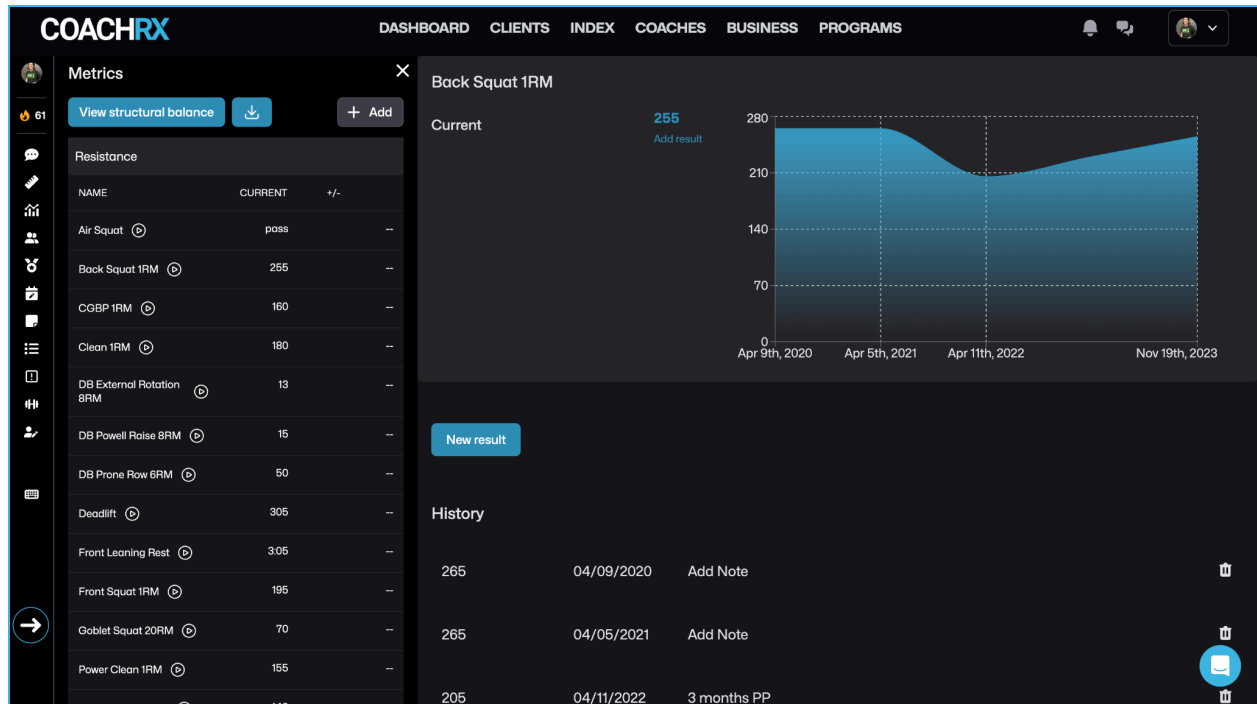 COACHRX
DASHBOARD CLIENTS INDEX COACHES BUSINESS PROGRAMS
61
Metrics
View structural balance
+ Add
Resistance
NAME CURRENT +/-
Air Squat pass --
Back Squat 1RM 255 --
CGBP 1RM 160 --
Clean 1RM 180 --
DB External Rotation
8RM 13 --
DB Powell Raise 8RM 15 --
DB Prone Row 6RM 50 --
Deadlift 305 --
Front Leaning Rest 3:05 --
Front Squat 1RM 195 --
Goblet Squat 20RM 70 --
Power Clean 1RM 155 --
Back Squat 1RM
Current 255
Add result
280
210
140
70
0
Apr 9th, 2020 Apr 5th, 2021 Apr 11th, 2022 Nov 19th, 2023
New result
History
265 04/09/2020 Add Note
265 04/05/2021 Add Note
205 04/11/2022 3 months PP